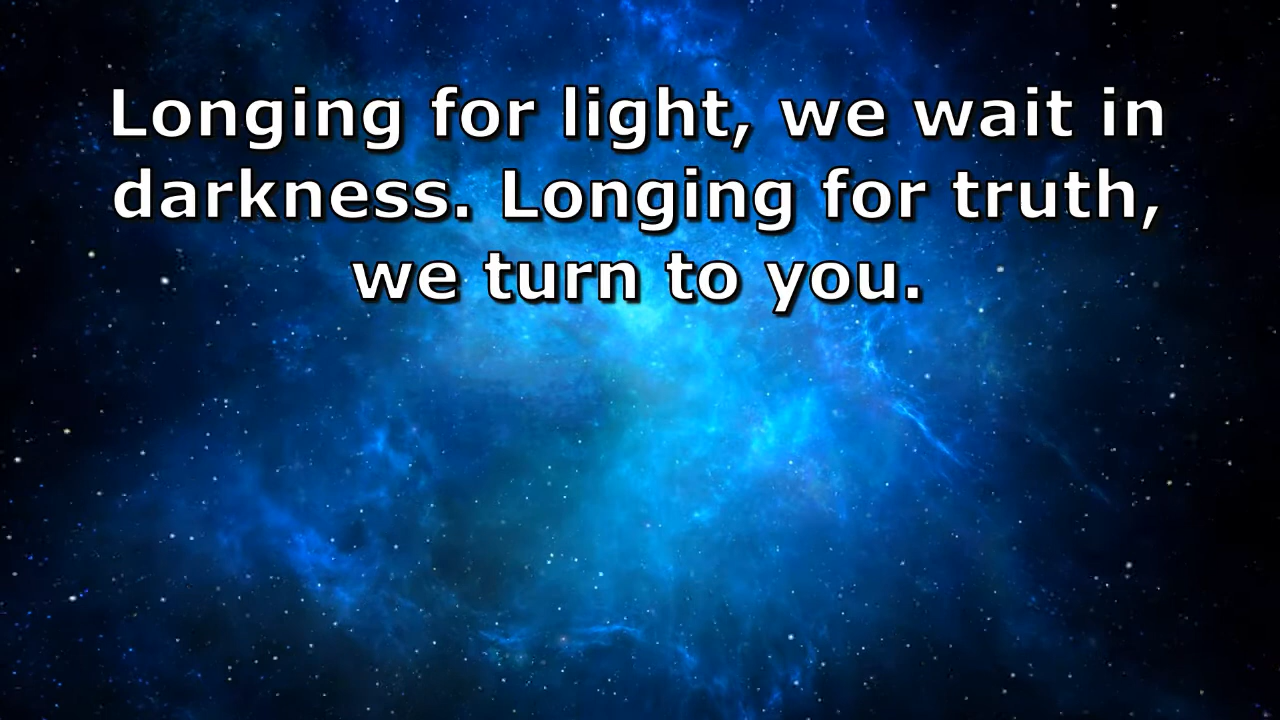 Longing for light, we wait in
darkness. Longing for truth,
we turn to you.